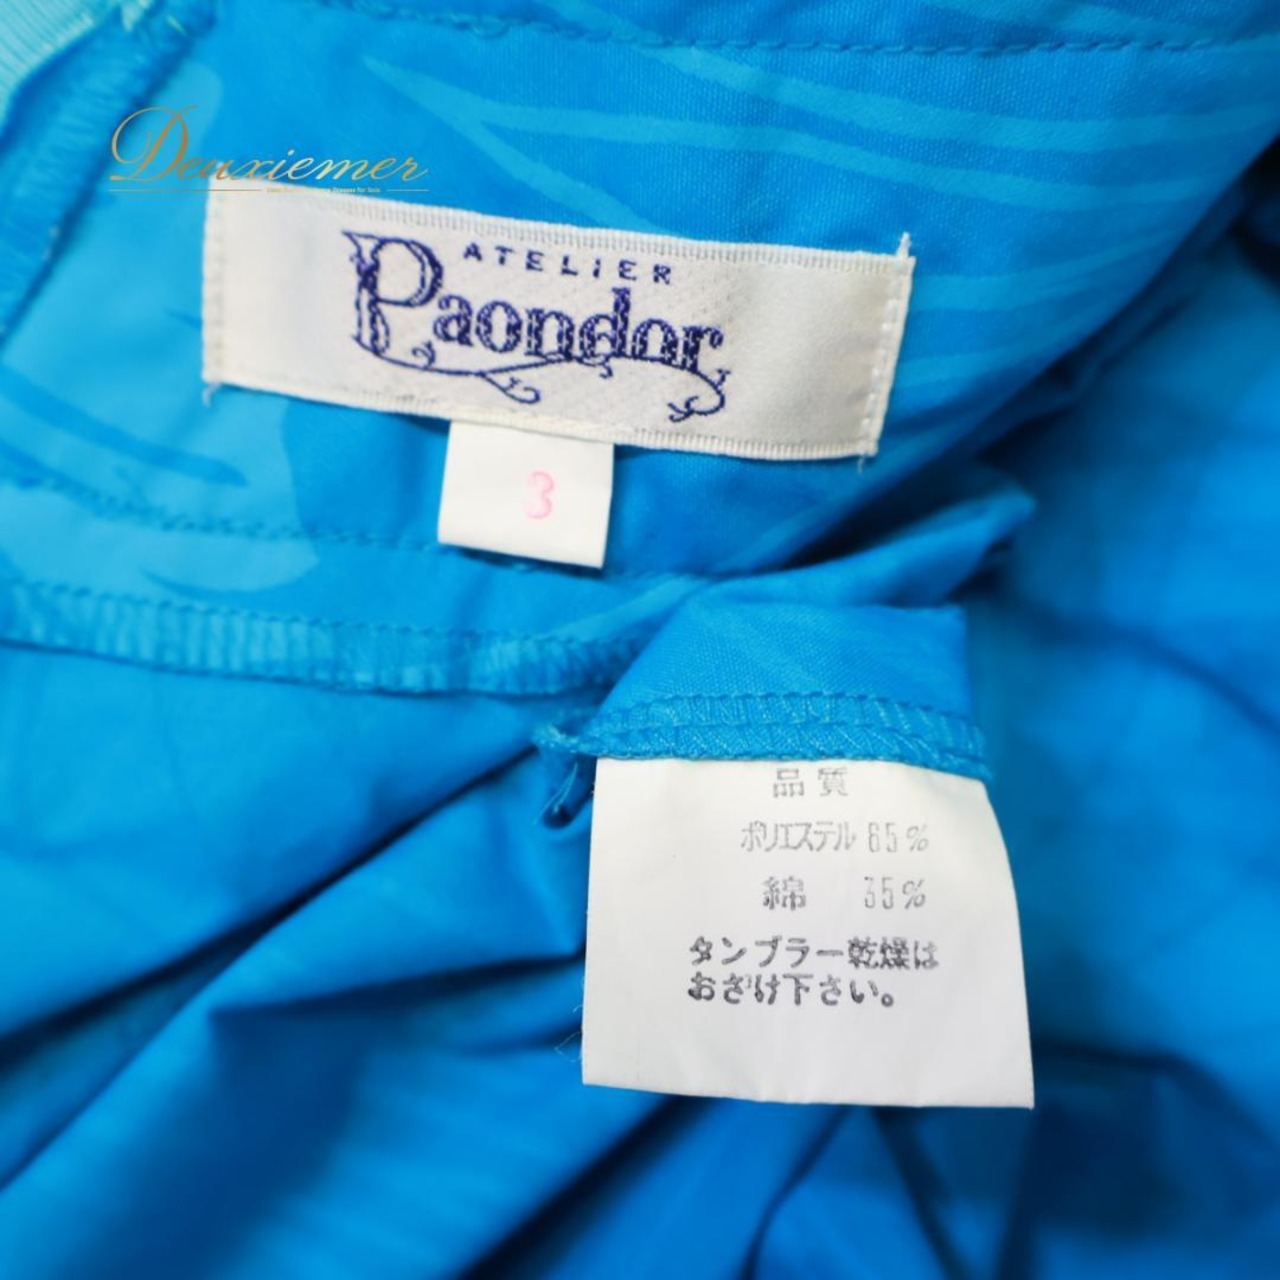 Deuxiemer
ATELIER
Paondor
3
品質
ポリエステル 65%
綿 35%
タンブラー乾燥は
おさけ下さい。